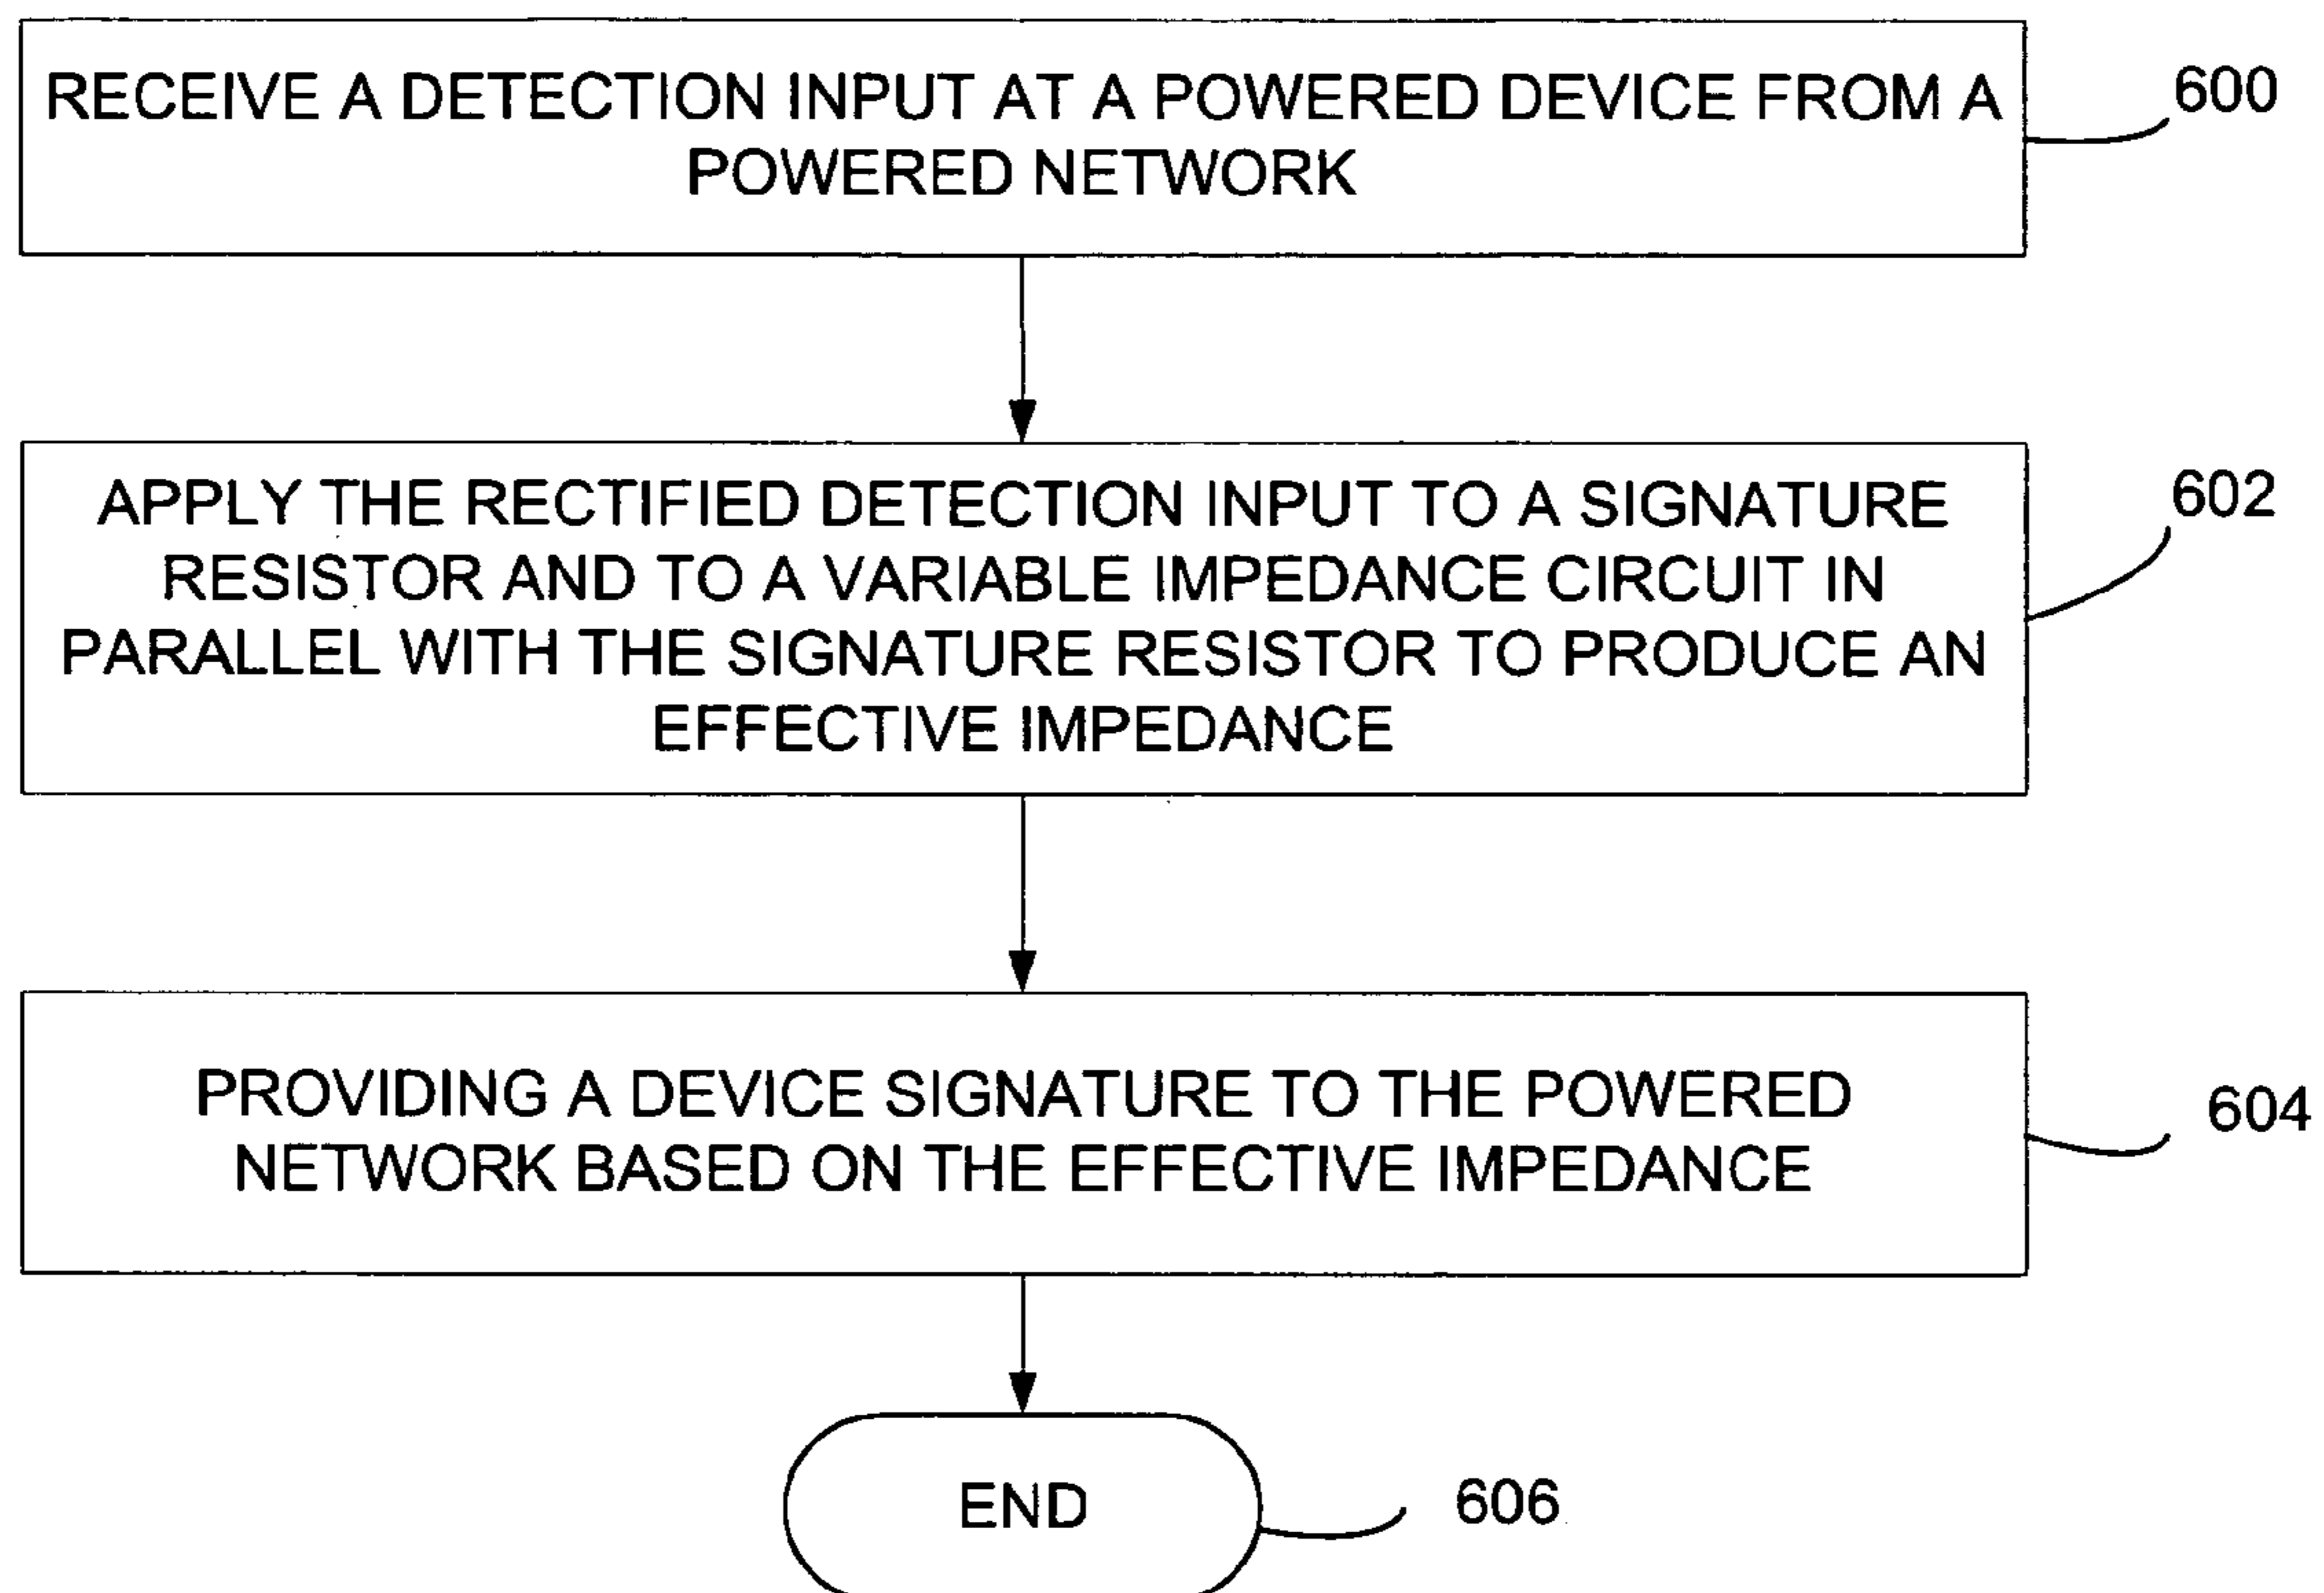 RECEIVE A DETECTION INPUT AT A POWERED DEVICE FROM A
POWERED NETWORK
600
APPLY THE RECTIFIED DETECTION INPUT TO A SIGNATURE
RESISTOR AND TO A VARIABLE IMPEDANCE CIRCUIT IN
PARALLEL WITH THE SIGNATURE RESISTOR TO PRODUCE AN
EFFECTIVE IMPEDANCE
602
PROVIDING A DEVICE SIGNATURE TO THE POWERED
NETWORK BASED ON THE EFFECTIVE IMPEDANCE
604
END
606